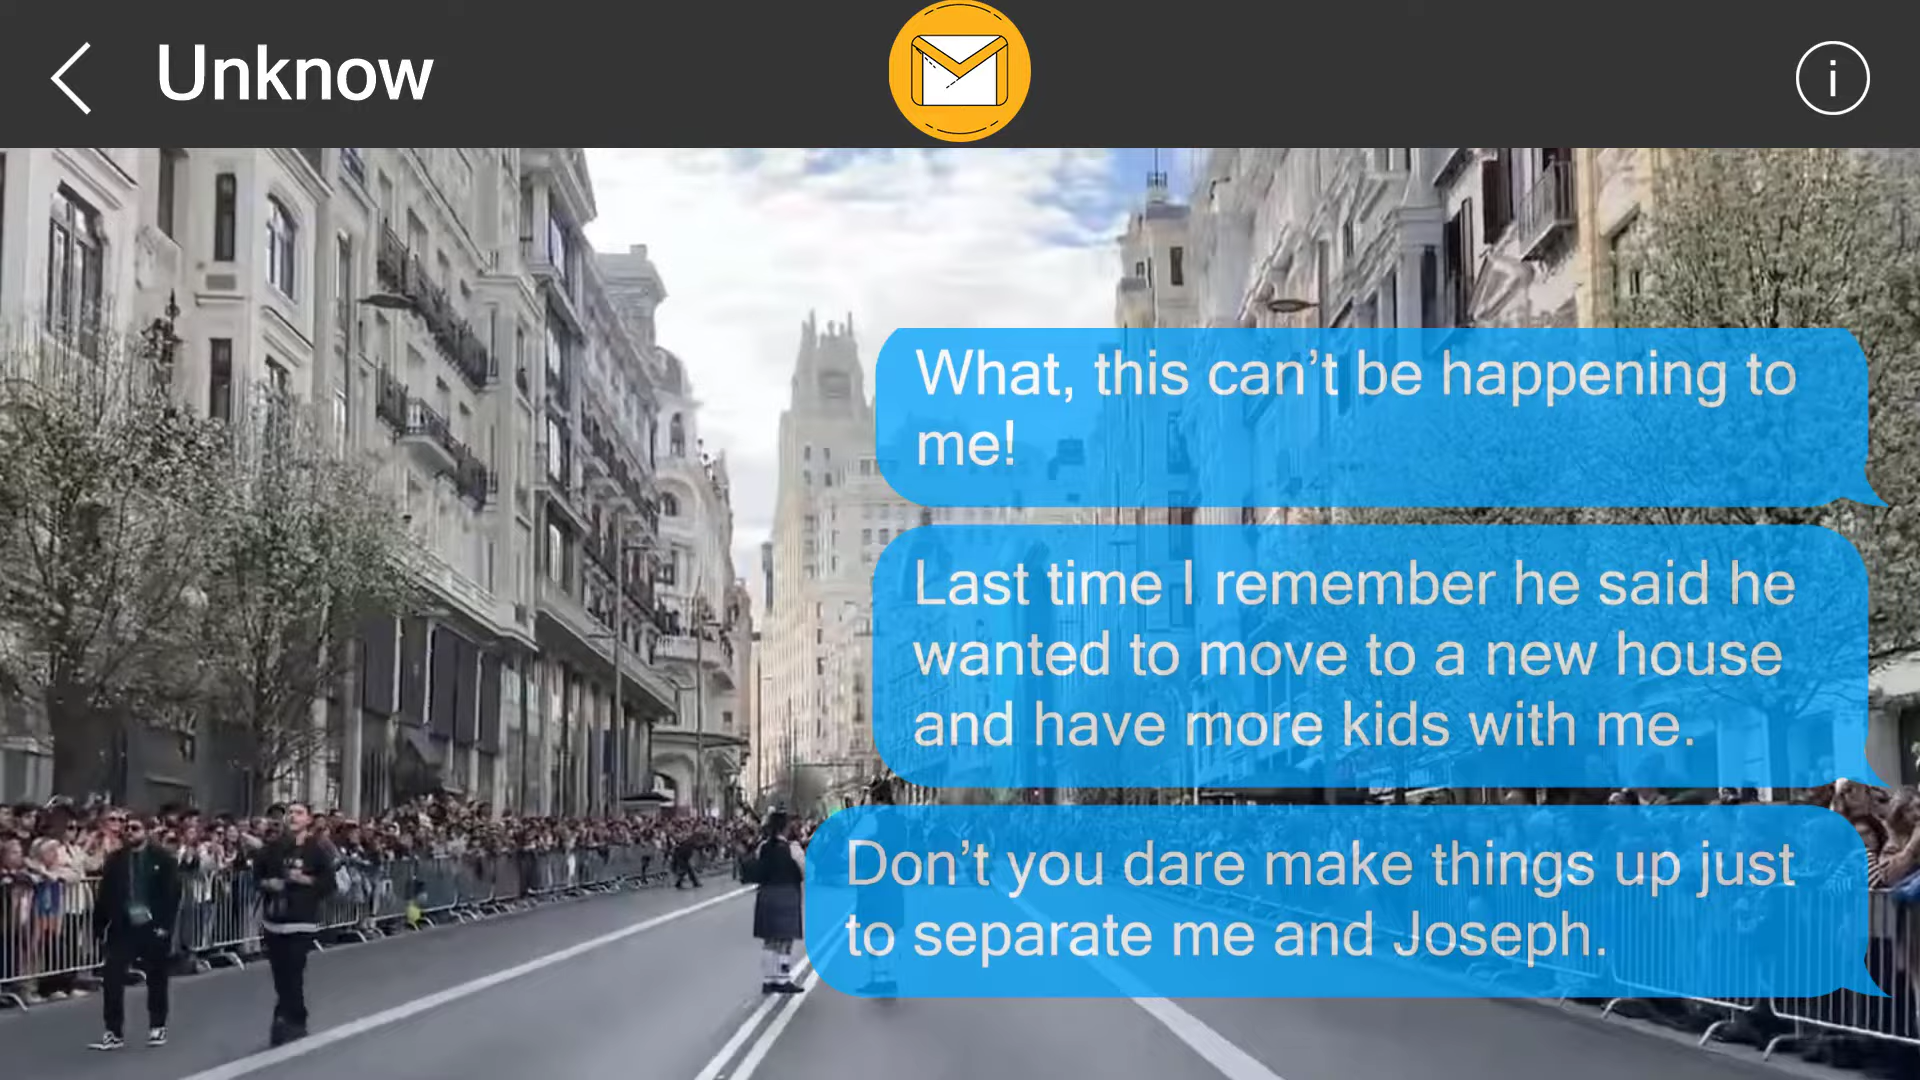 Unknow
What, this can’t be happening to
me!
Last time I remember he said he
wanted to move to a new house
and have more kids with me.
Don’t you dare make things up just
to separate me and Joseph.